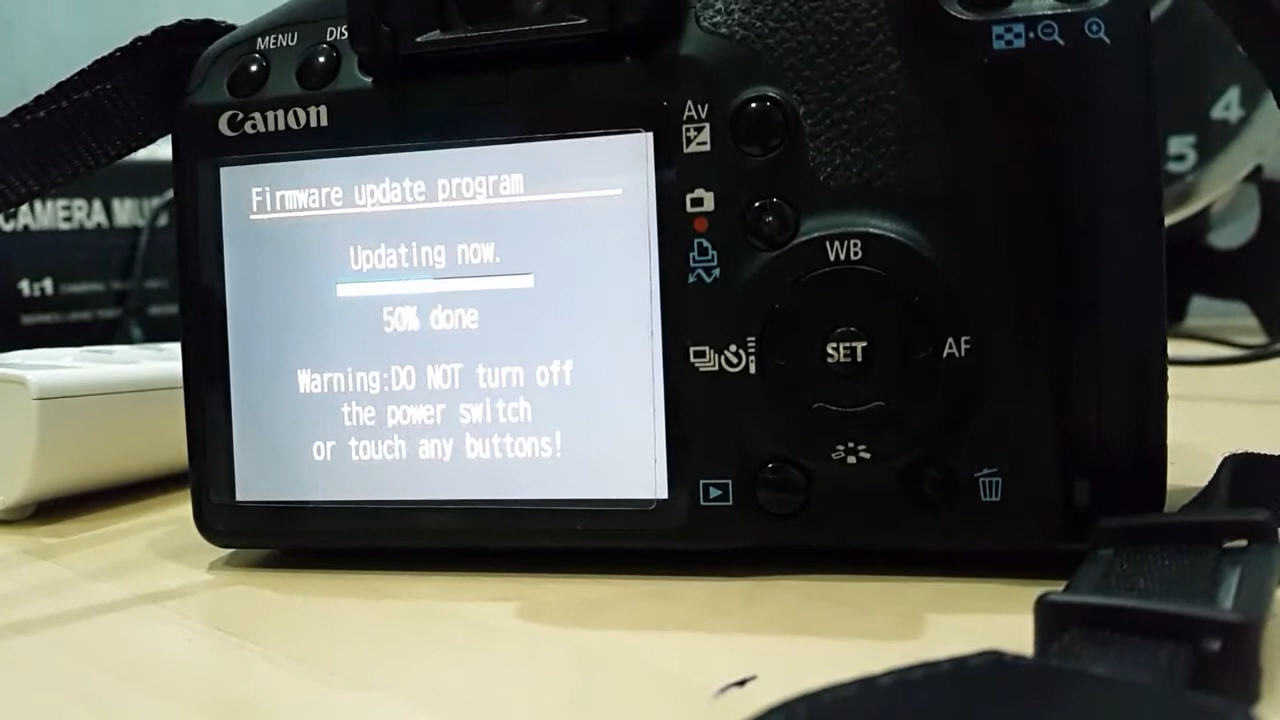 MENU DIS
Canon
Firmware update program
Updating now.
50% done
Warning:DO NOT turn off
the power switch
or touch any buttons!
Av
WB
SET
AF
CAMERA
1:1
4
5